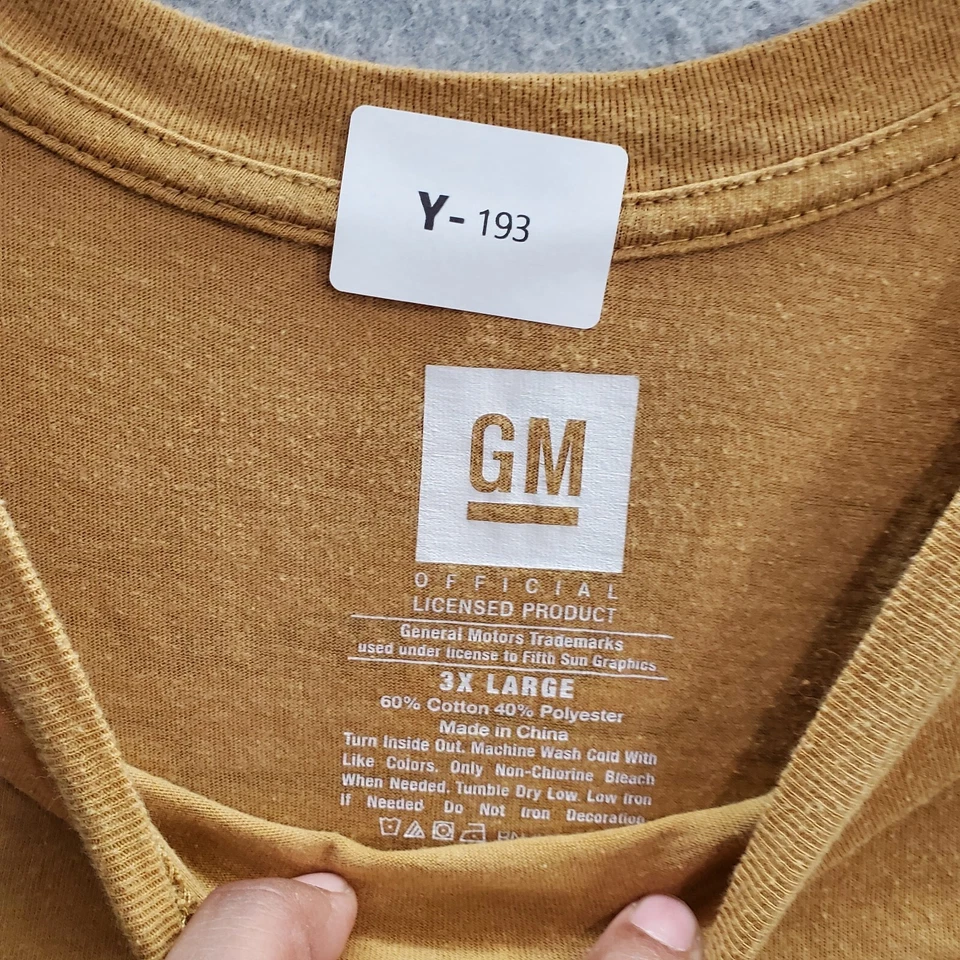 Y- 193
GM
OFFICIAL
LICENSED PRODUCT
General Motors Trademarks
used under license to Fifth Sun Graphics
3X LARGE
60% Cotton 40% Polyester
Made in China
Turn Inside Out. Machine Wash Cold With
Like Colors. Only Non-Chlorine Bleach
When Needed. Tumble Dry Low. Low Iron
If Needed Do Not Iron Decoration